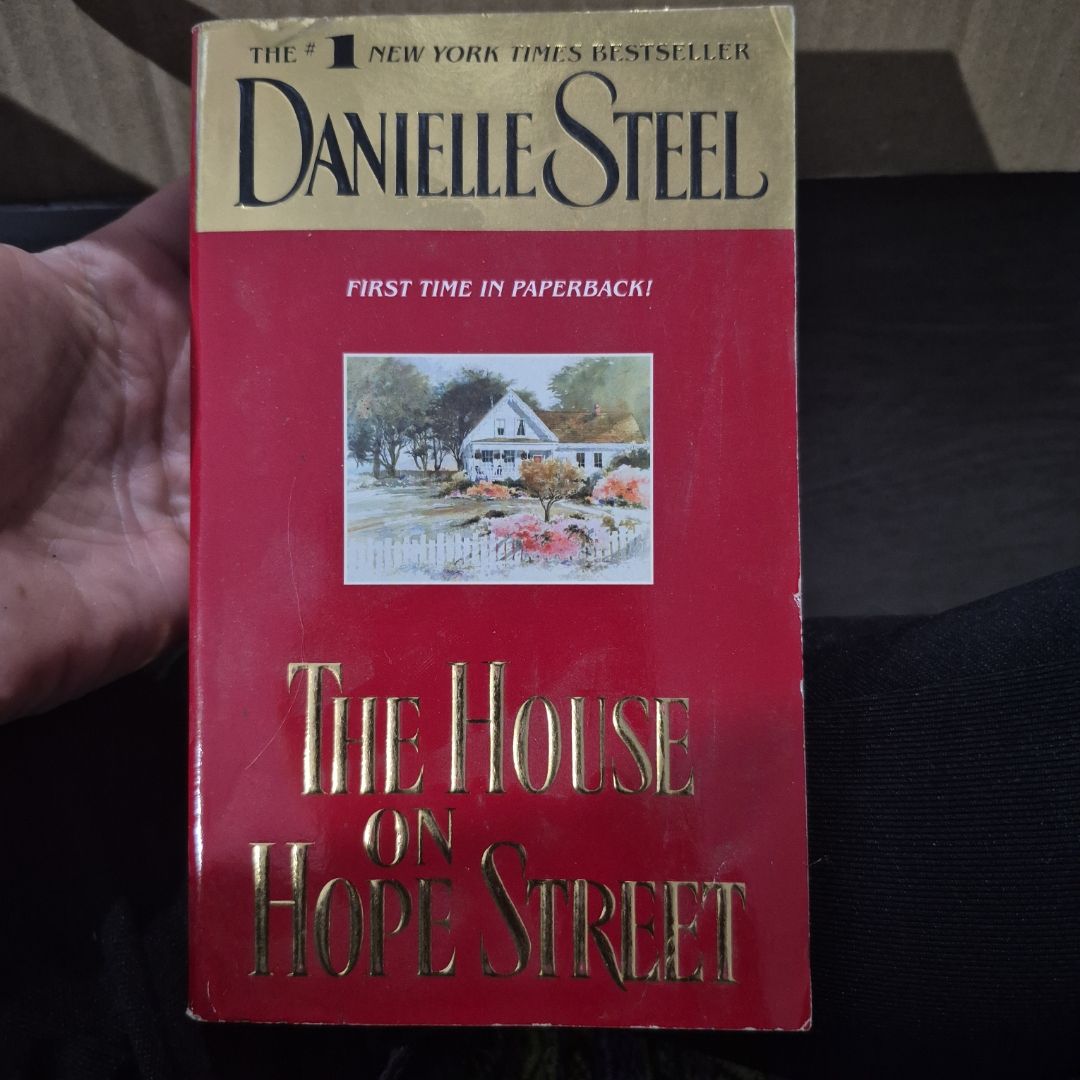 THE #1 NEW YORK TIMES BESTSELLER
DANIELLE STEEL
FIRST TIME IN PAPERBACK!
THE HOUSE
ON
HOPE STREET